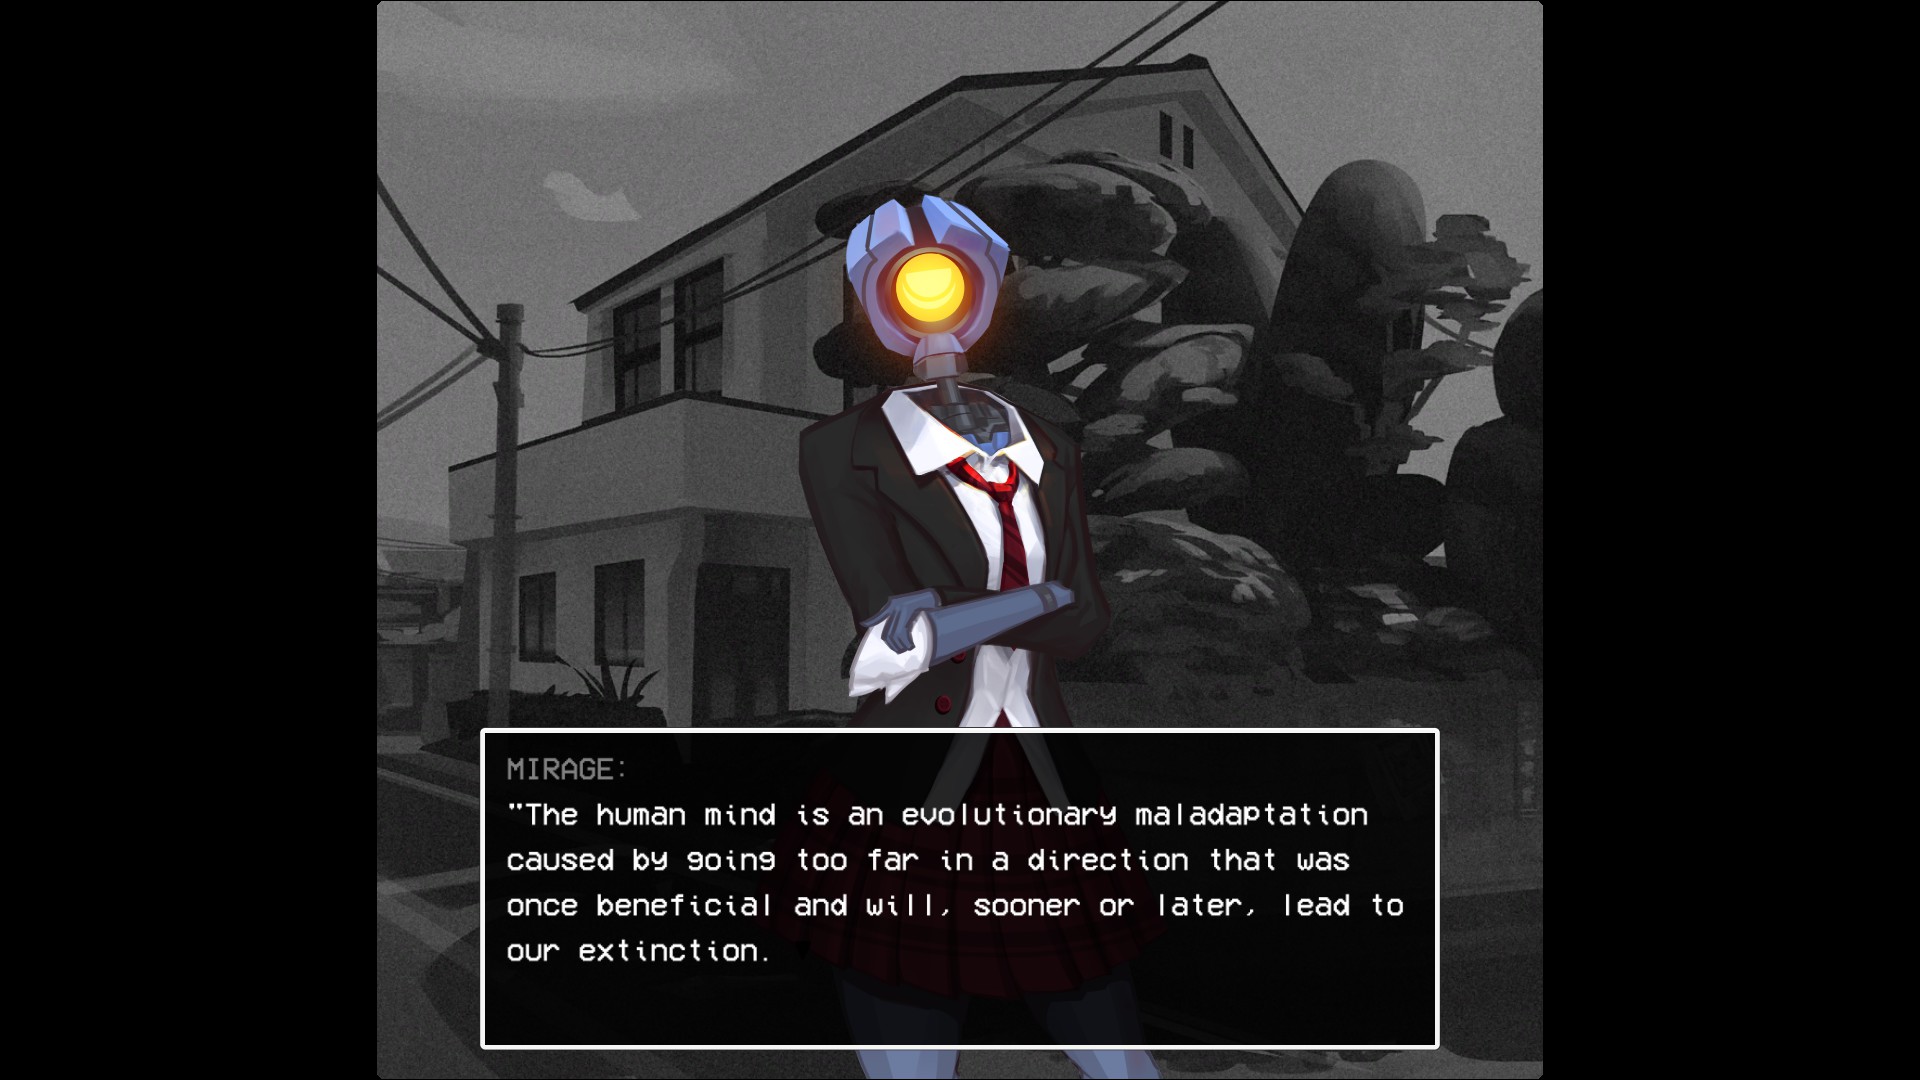 MIRAGE:
"The human mind is an evolutionary maladaptation
caused by going too far in a direction that was
once beneficial and will, sooner or later, lead to
our extinction.